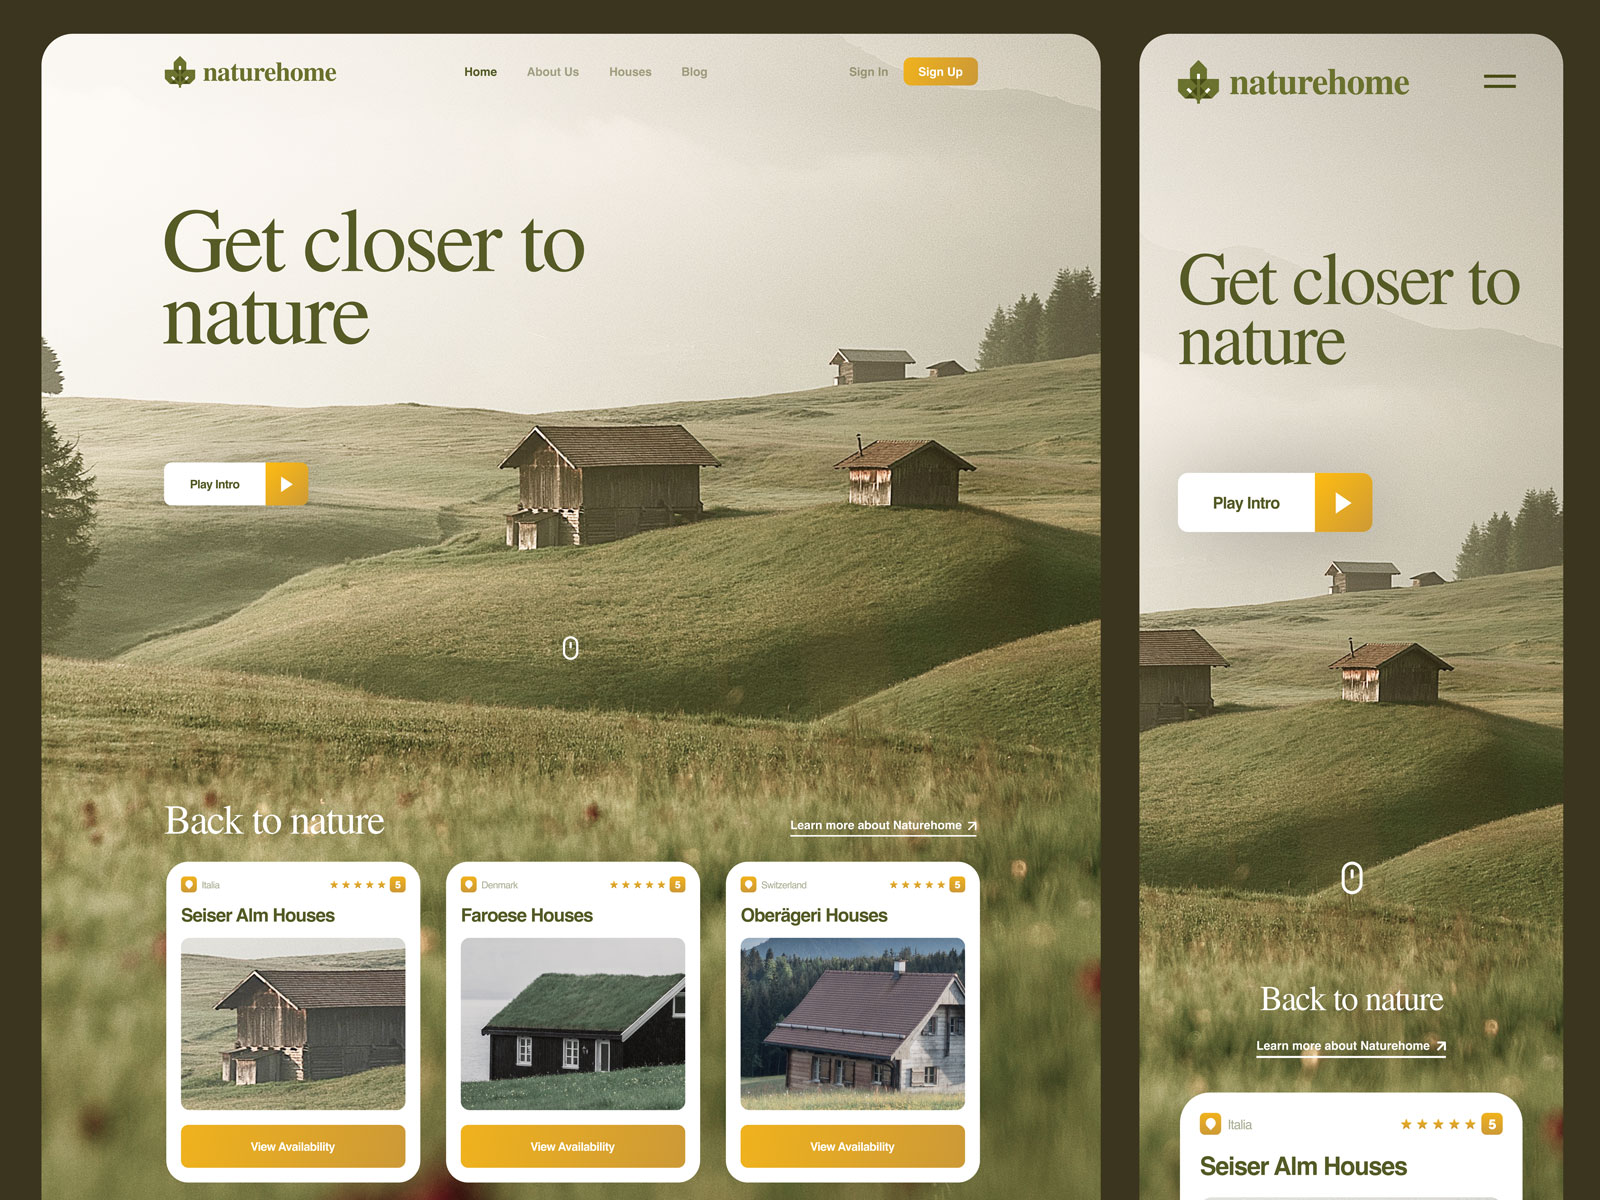 naturehome
Home About Us Houses Blog
Sign In Sign Up
Get closer to
nature
Play Intro
Back to nature
Learn more about Naturehome
Italia 5
Seiser Alm Houses
View Availability
Denmark 5
Faroese Houses
View Availability
Switzerland 5
Oberägeri Houses
View Availability
naturehome
Get closer to
nature
Play Intro
Back to nature
Learn more about Naturehome
Italia 5
Seiser Alm Houses